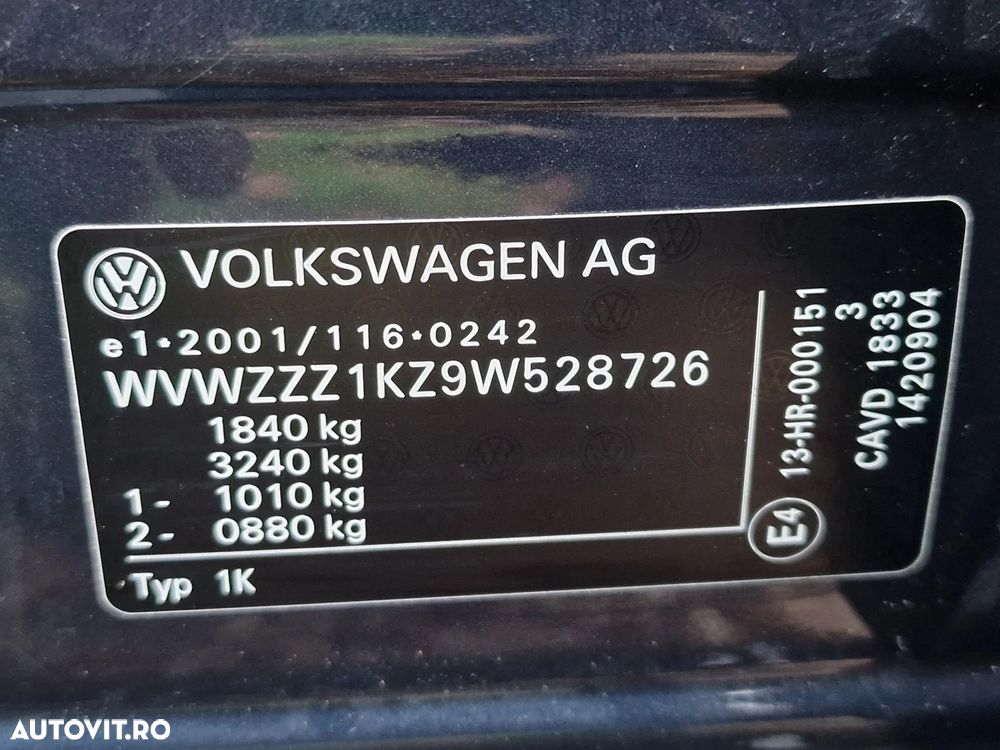 VOLKSWAGEN AG
e1*2001/116*0242
WVWZZZ1KZ9W528726
1840 kg
3240 kg
1- 1010 kg
2- 0880 kg
Typ 1K
E4
13-HR-000151
3
CAVD 1833
1420904
AUTOVIT.RO